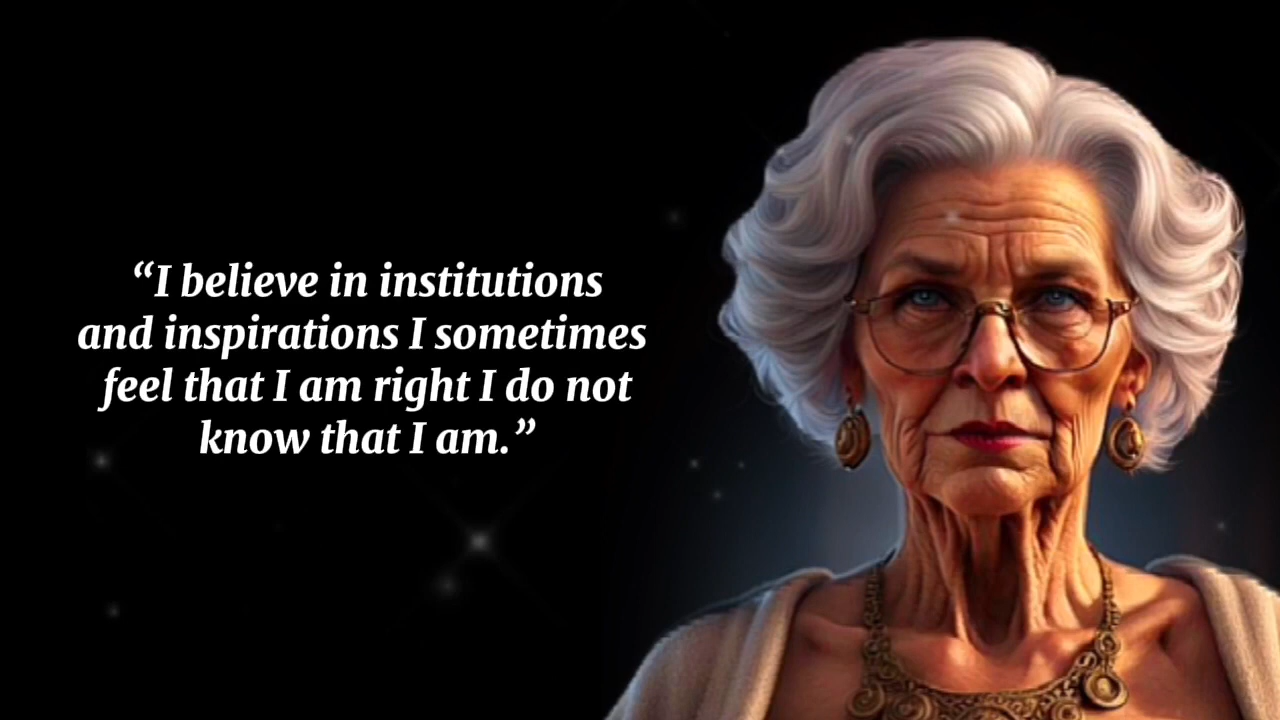 “I believe in institutions
and inspirations I sometimes
feel that I am right I do not
know that I am.”